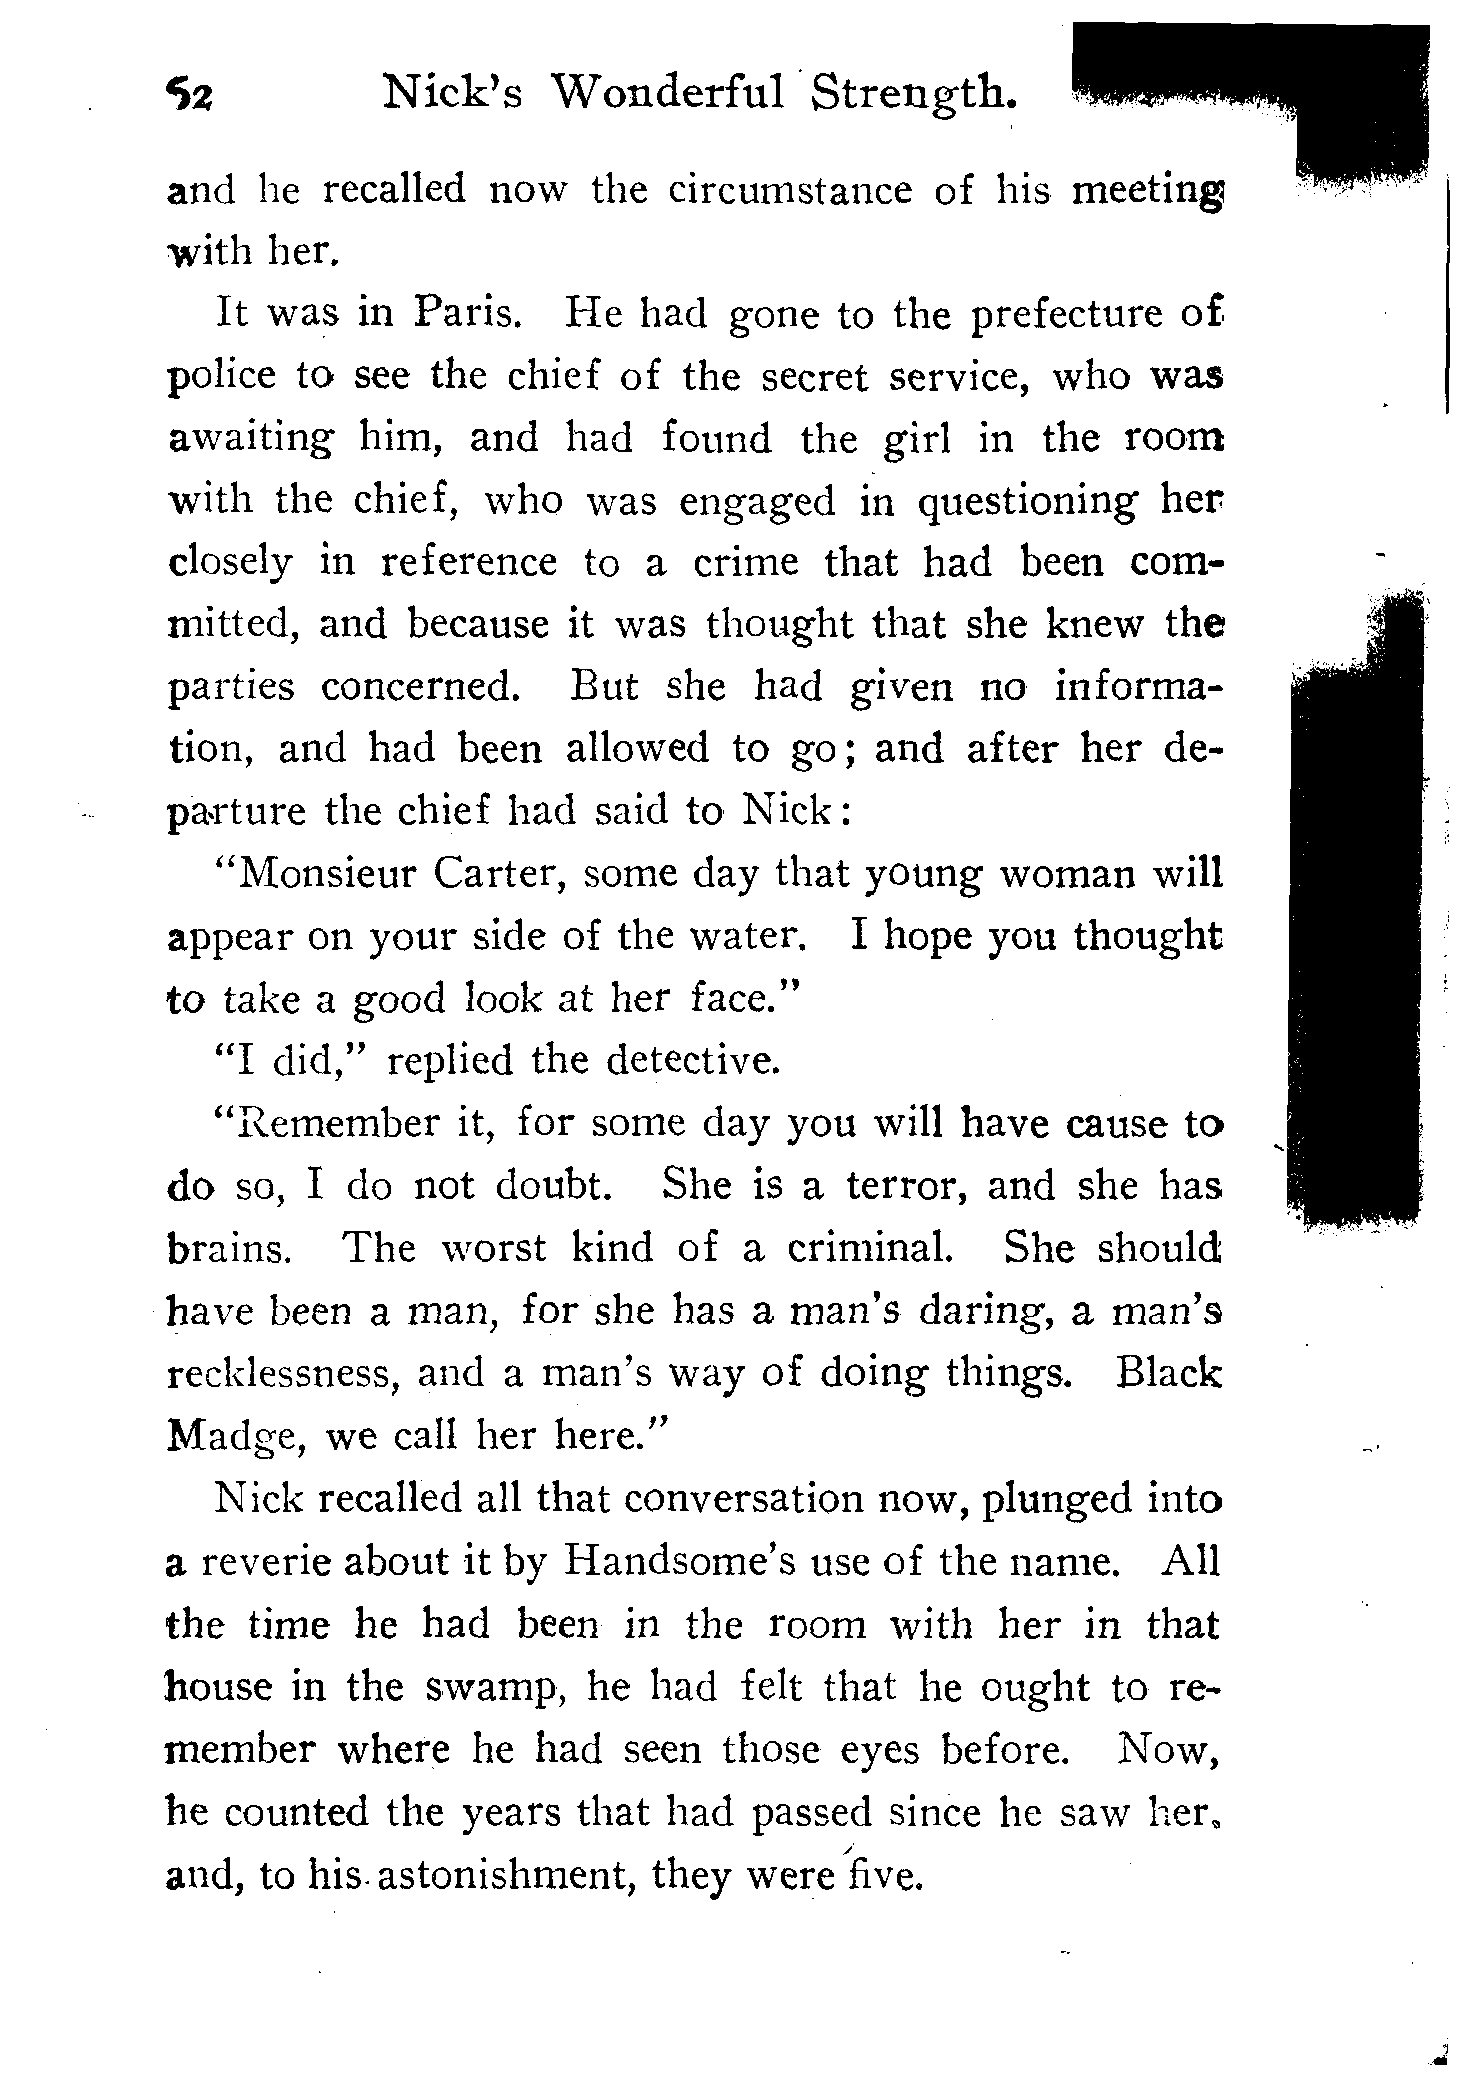 52 Nick's Wonderful Strength.
and he recalled now the circumstance of his meeting
with her.
It was in Paris. He had gone to the prefecture of
police to see the chief of the secret service, who was
awaiting him, and had found the girl in the room
with the chief, who was engaged in questioning her
closely in reference to a crime that had been com-
mitted, and because it was thought that she knew the
parties concerned. But she had given no informa-
tion, and had been allowed to go; and after her de-
parture the chief had said to Nick:
"Monsieur Carter, some day that young woman will
appear on your side of the water. I hope you thought
to take a good look at her face."
"I did," replied the detective.
"Remember it, for some day you will have cause to
do so, I do not doubt. She is a terror, and she has
brains. The worst kind of a criminal. She should
have been a man, for she has a man's daring, a man's
recklessness, and a man's way of doing things. Black
Madge, we call her here."
Nick recalled all that conversation now, plunged into
a reverie about it by Handsome's use of the name. All
the time he had been in the room with her in that
house in the swamp, he had felt that he ought to re-
member where he had seen those eyes before. Now,
he counted the years that had passed since he saw her,
and, to his astonishment, they were five.